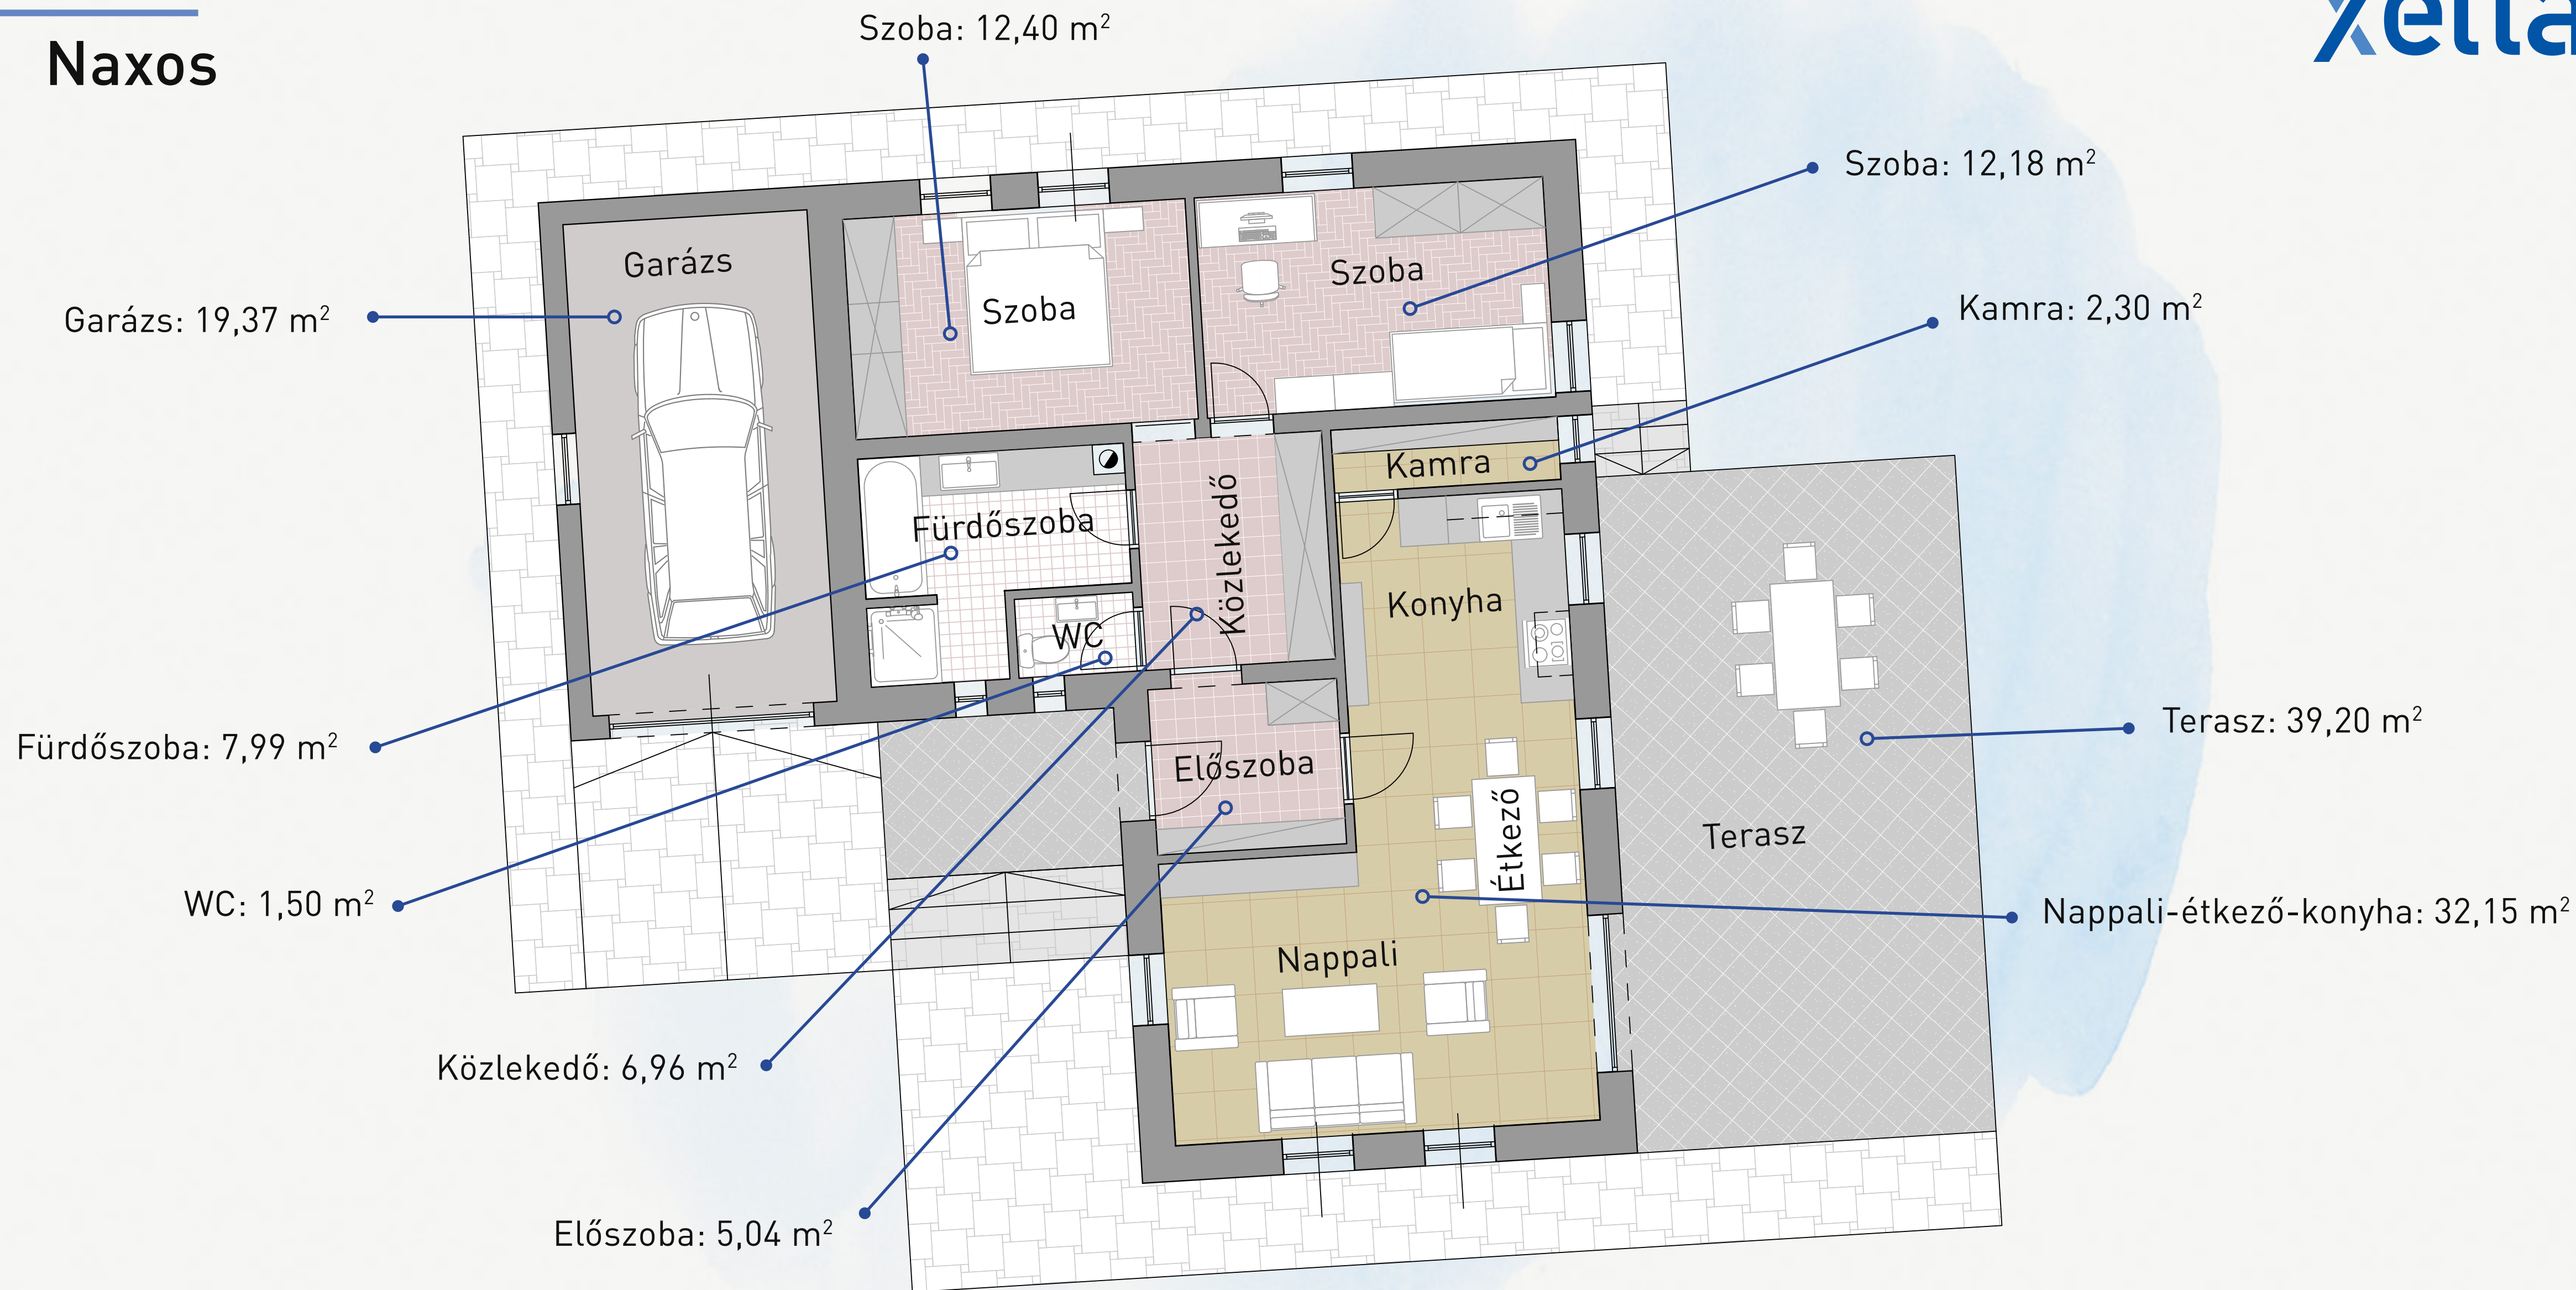 Naxos
xella
Szoba: 12,40 m²
Szoba: 12,18 m²
Kamra: 2,30 m²
Garázs: 19,37 m²
Garázs
Szoba
Szoba
Kamra
Fürdőszoba
Közlekedő
WC
Konyha
Előszoba
Étkező
Nappali
Terasz
Fürdőszoba: 7,99 m²
Terasz: 39,20 m²
WC: 1,50 m²
Nappali-étkező-konyha: 32,15 m²
Közlekedő: 6,96 m²
Előszoba: 5,04 m²